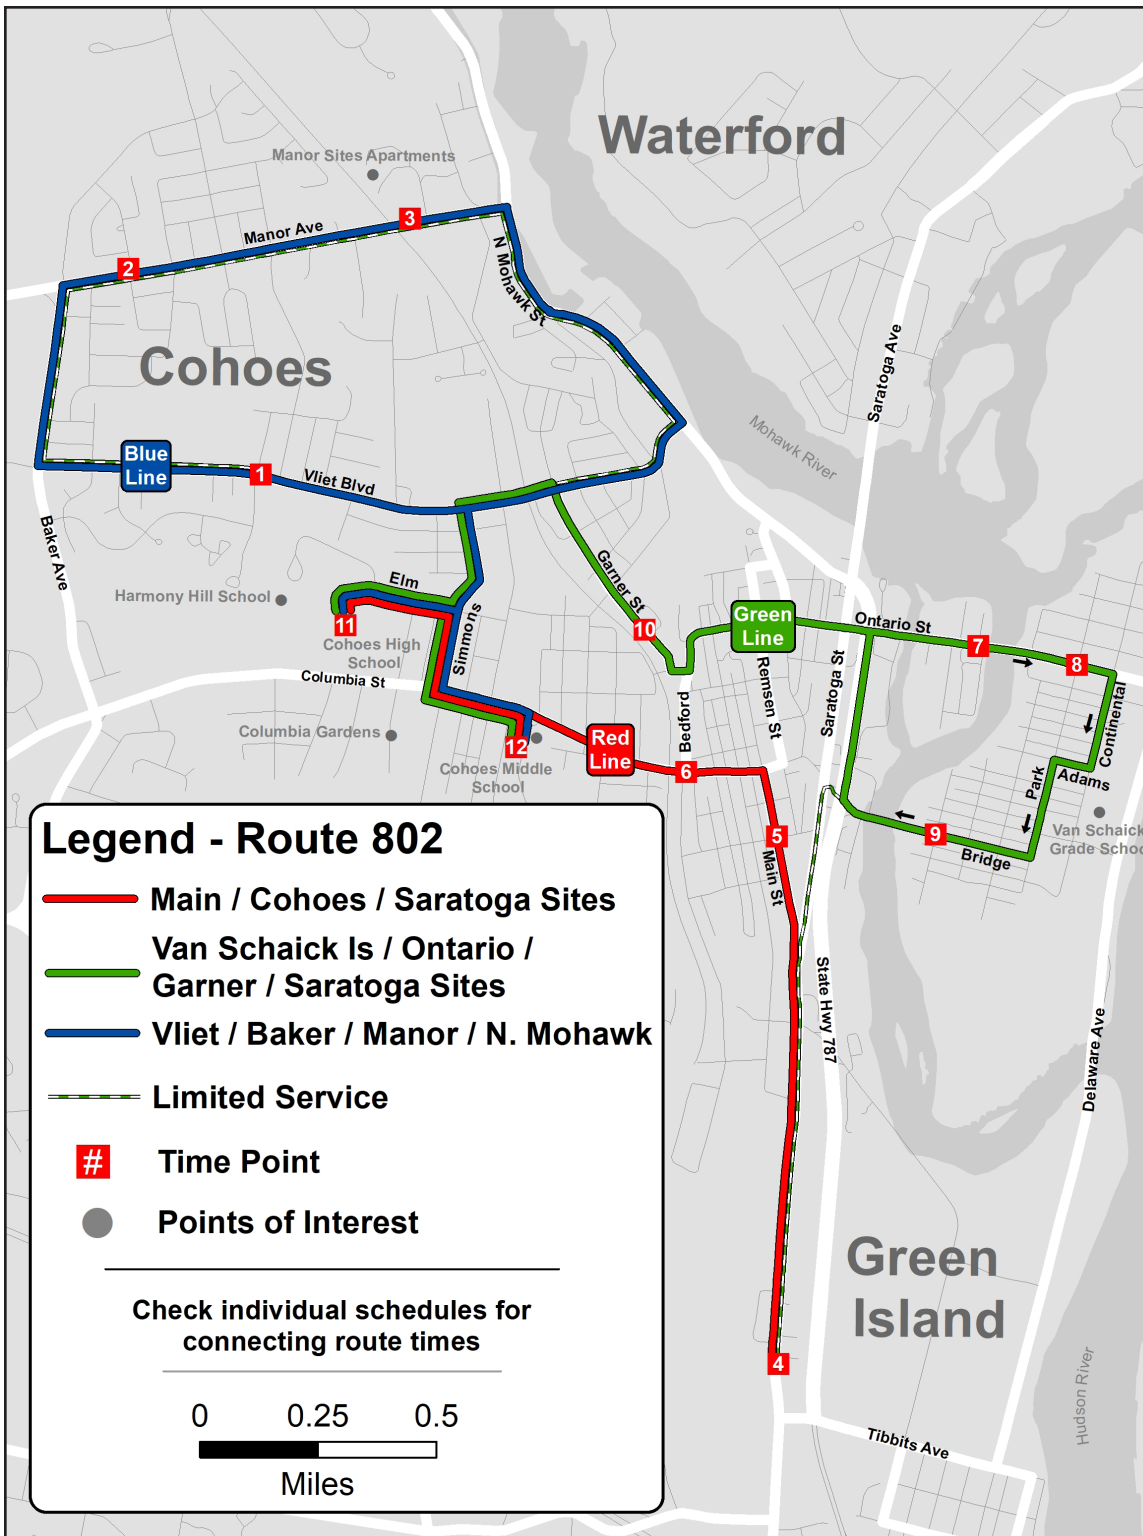 Waterford
Manor Sites Apartments
3
Manor Ave
2
N Mohawk St
Cohoes
Saratoga Ave
Mohawk River
Blue
Line
1
Vliet Blvd
Baker Ave
Elm
Garner St
Harmony Hill School
11
Simmons
10
Green
Line
Ontario St
7
8
Cohoes High
School
Columbia St
Remsen St
Saratoga St
Bedford
Continental
Columbia Gardens
12
Red
Line
6
Cohoes Middle
School
Park
Adams
5
9
Van Schaick
Grade Schoo
Bridge
Main St
Legend - Route 802
Main / Cohoes / Saratoga Sites
Van Schaick Is / Ontario /
Garner / Saratoga Sites
Vliet / Baker / Manor / N. Mohawk
Limited Service
# Time Point
Points of Interest
Check individual schedules for
connecting route times
0 0.25 0.5
Miles
State Hwy 787
Delaware Ave
Green
Island
4
Hudson River
Tibbits Ave